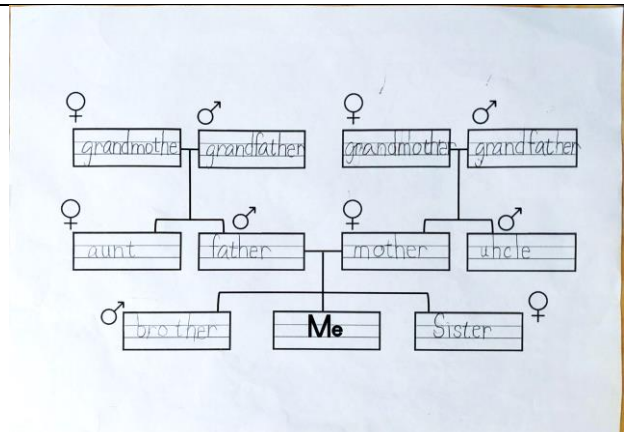 grandmothe grandfather grandmother grandfather
aunt father mother uncle
brother Me Sister